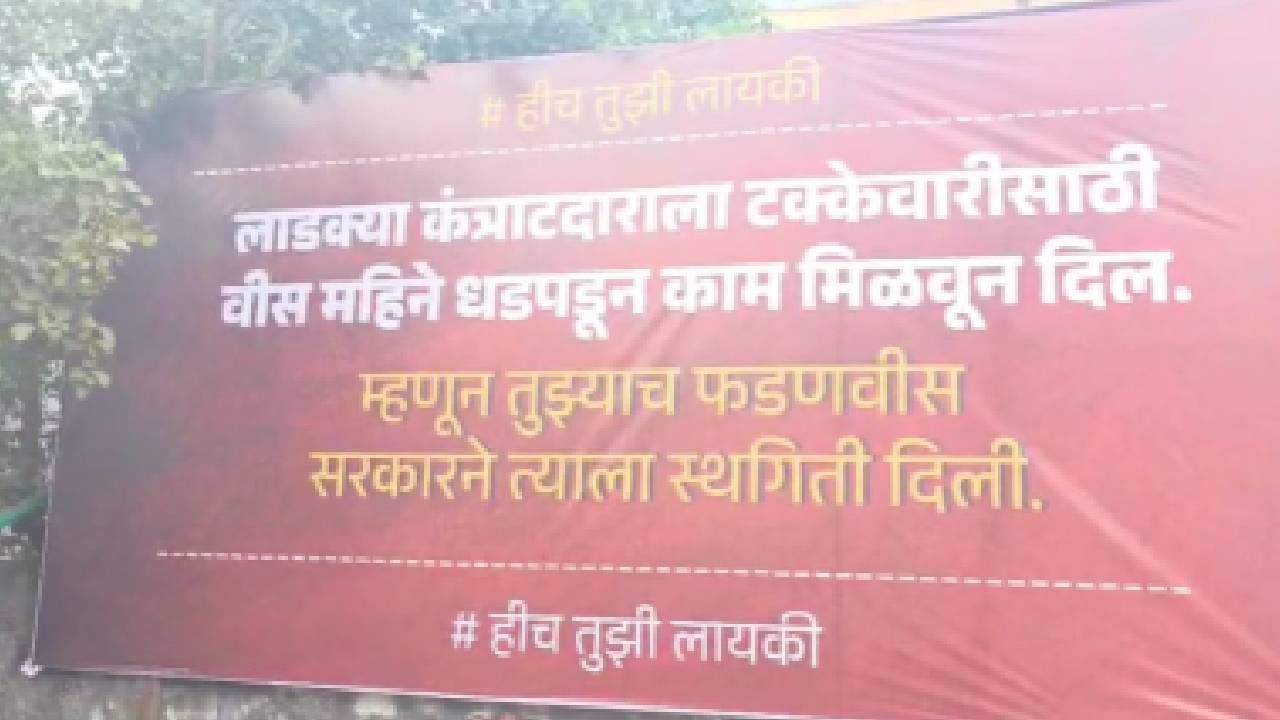 # हीच तुझी लायकी
लाडक्या कंत्राटदाराला टक्केवारीसाठी
वीस महिने धडपडून काम मिळवून दिल.
म्हणून तुझ्याच फडणवीस
सरकारने त्याला स्थगिती दिली.
# हीच तुझी लायकी